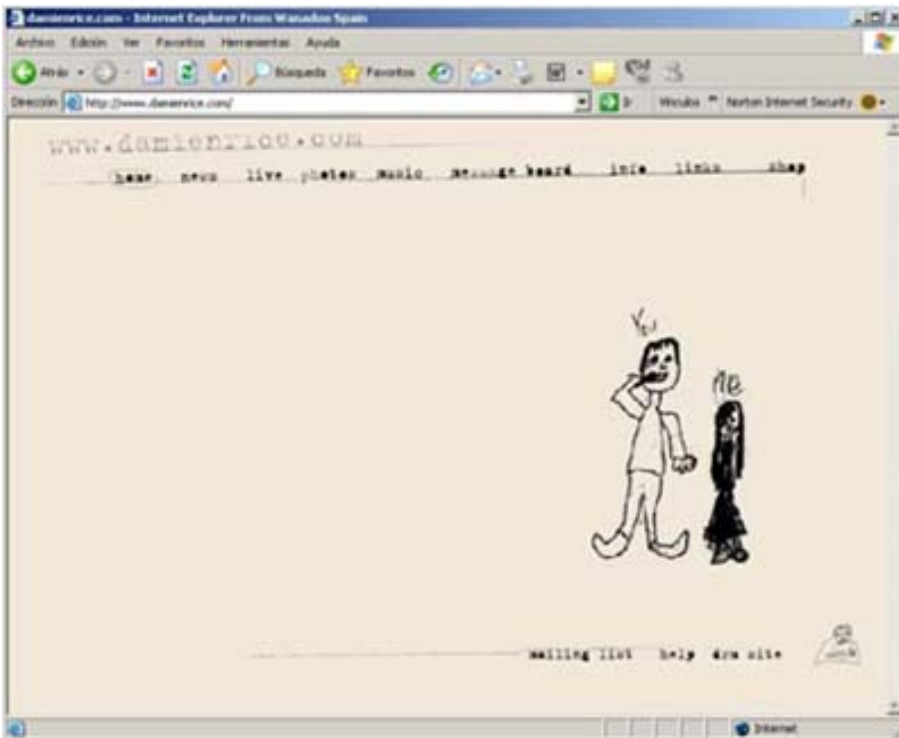 damienrice.com - Internet Explorer From Wanadoo Spain
Archivo Edición Ver Favoritos Herramientas Ayuda
Atrás Búsqueda Favoritos
Dirección http://www.damienrice.com/ Vínculos Norton Internet Security
www.damienrice.com
home news live photos music message board info links shop
You
ME
mailing list help drm site
Internet